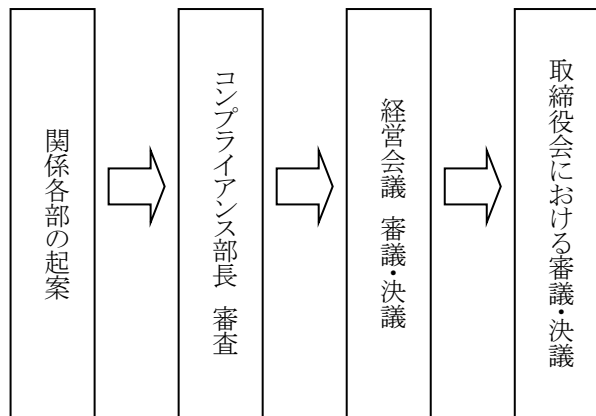 関係各部の起案
コンプライアンス部長 審査
経営会議 審議・決議
取締役会における審議・決議